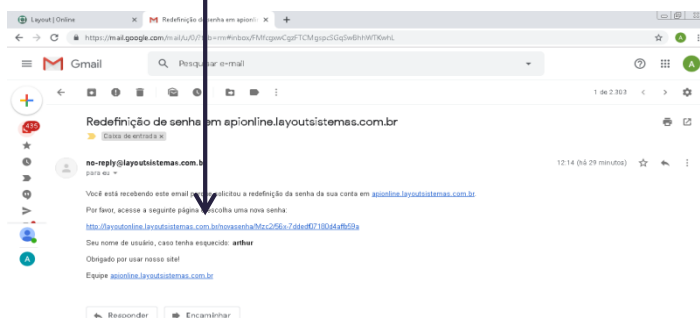 Layout | Online
Redefinição de senha em apionlin
https://mail.google.com/mail/u/0/
Gmail
Pesquisar e-mail
1 de 2.303
435
Redefinição de senha em apionline.layoutsistemas.com.br
Caixa de entrada x
no-reply@layoutsistemas.com.br
para eu
12:14 (há 29 minutos)
Você está recebendo este email porque solicitou a redefinição da senha da sua conta em apionline.layoutsistemas.com.br.
Por favor, acesse a seguinte página e escolha uma nova senha:
http://layoutonline.layoutsistemas.com.br/novasenha/Mzc2/56x-7ddedf07180d4affb59a
Seu nome de usuário, caso tenha esquecido: arthur
Obrigado por usar nosso site!
Equipe apionline.layoutsistemas.com.br
Responder
Encaminhar
A
A
A